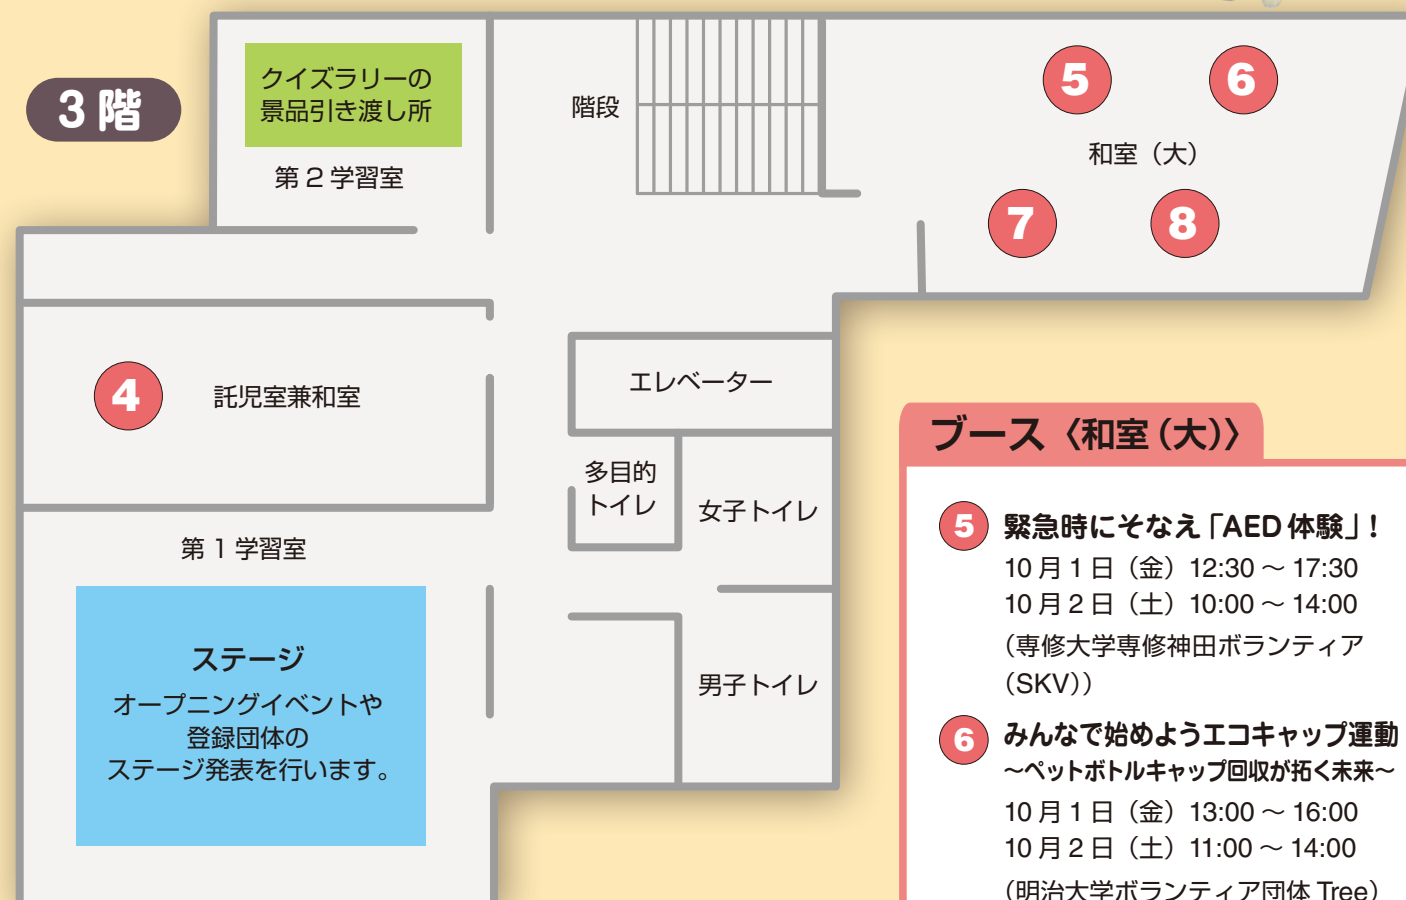 3階
クイズラリーの
景品引き渡し所
第2学習室
階段
5
6
和室（大）
7
8
4
託児室兼和室
エレベーター
多目的
トイレ
女子トイレ
男子トイレ
第1学習室
ステージ
オープニングイベントや
登録団体の
ステージ発表を行います。
ブース〈和室（大）〉
5 緊急時にそなえ「AED体験」！
10月1日（金）12:30～17:30
10月2日（土）10:00～14:00
（専修大学専修神田ボランティア
（SKV））
6 みんなで始めようエコキャップ運動
～ペットボトルキャップ回収が拓く未来～
10月1日（金）13:00～16:00
10月2日（土）11:00～14:00
（明治大学ボランティア団体 Tree）